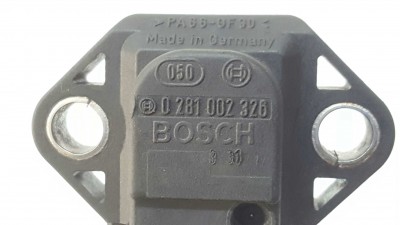 >PA66-GF30<
Made in Germany
050
0 281 002 326
BOSCH